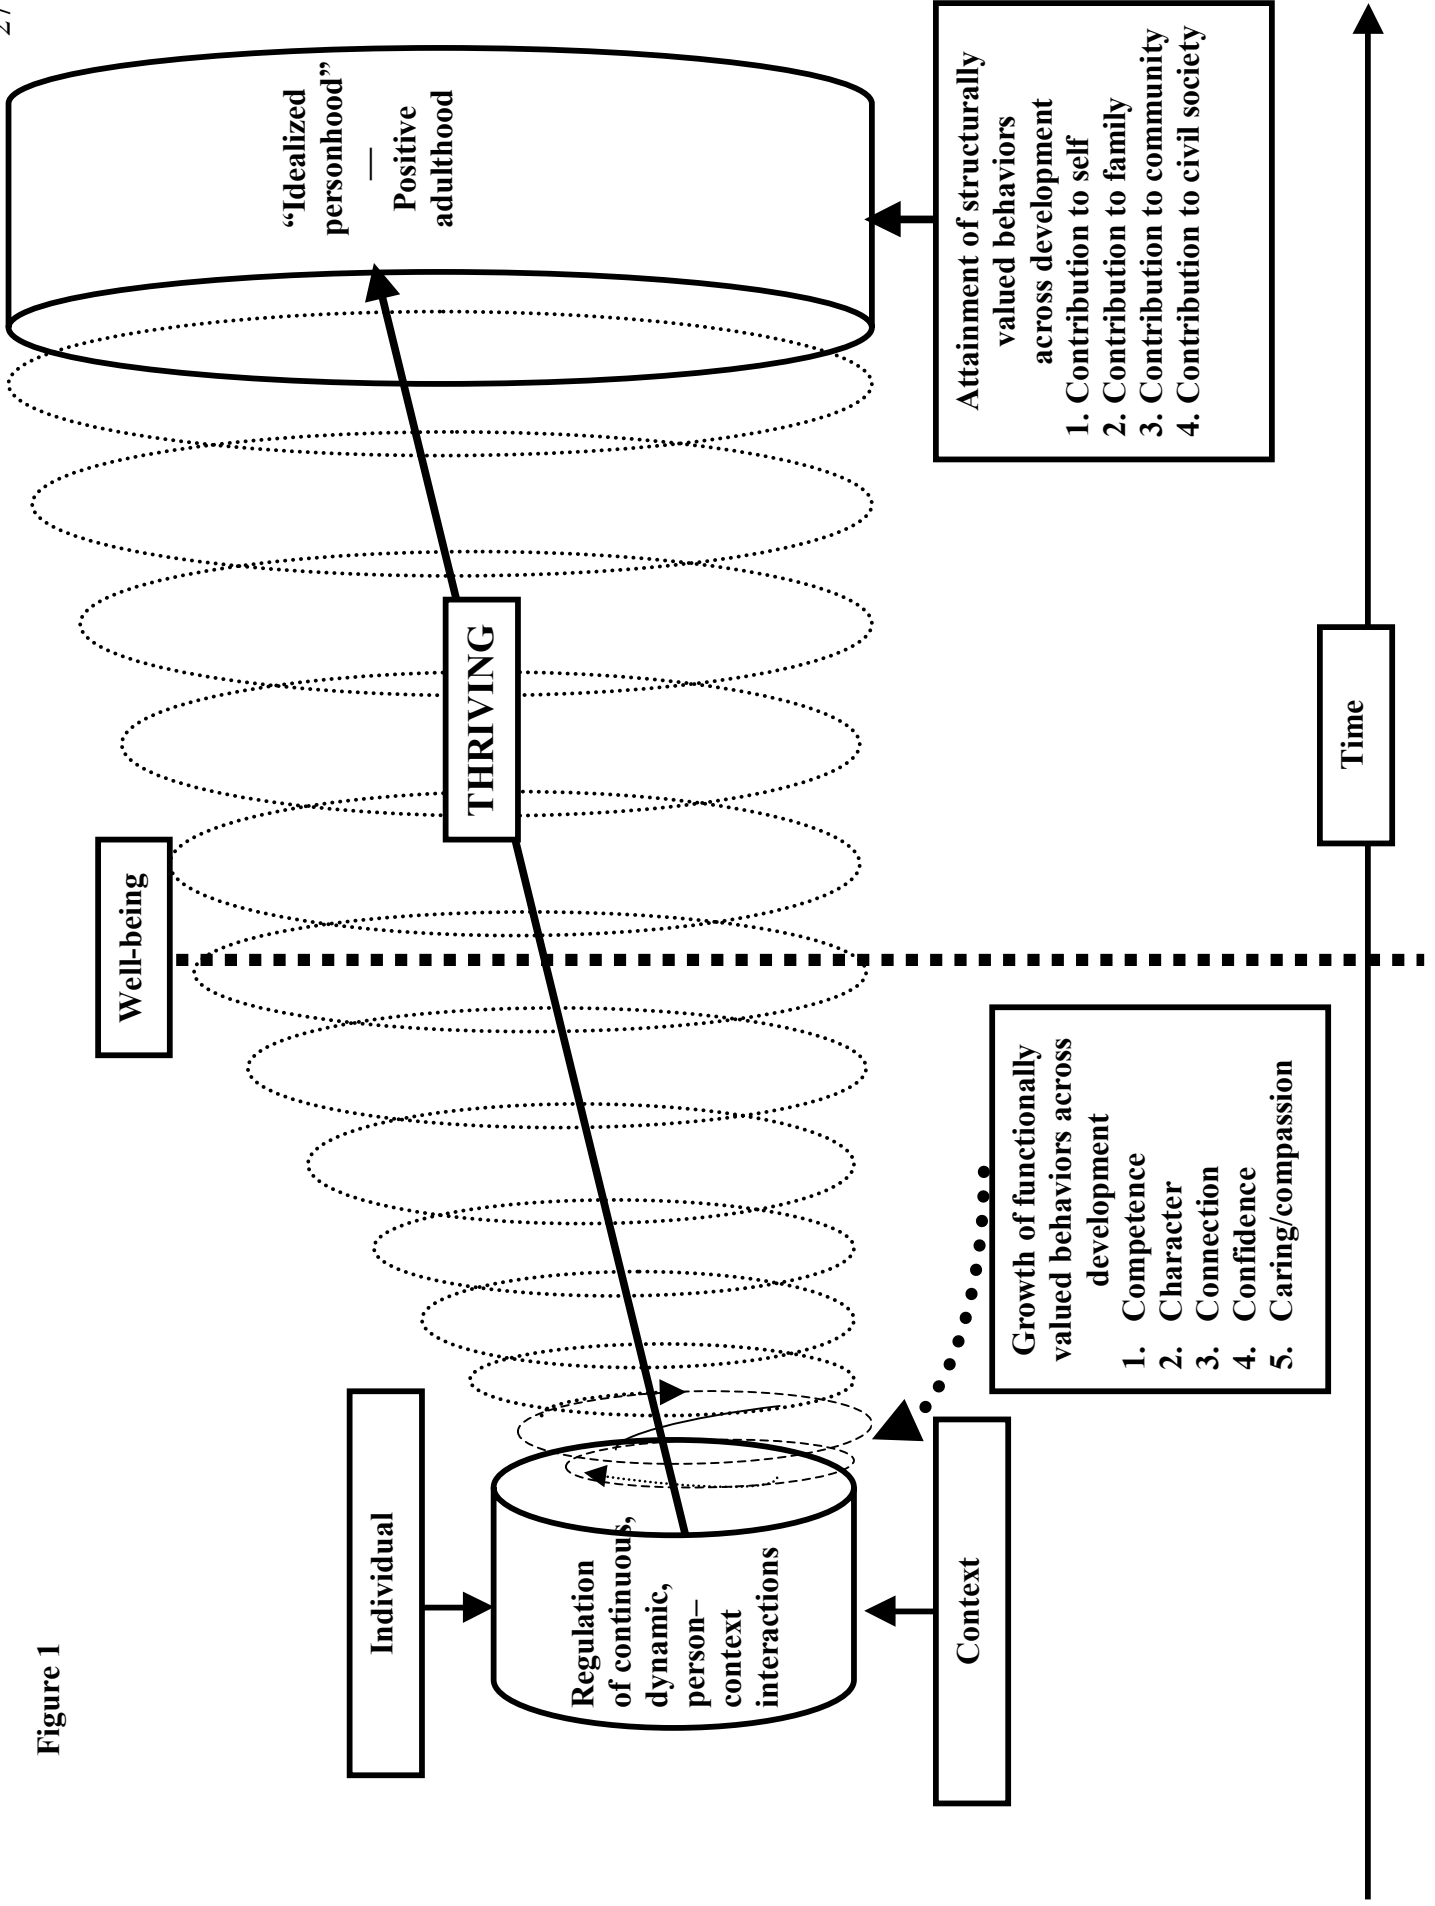 27
Figure 1
Individual
Regulation
of continuous,
dynamic,
person–
context
interactions
Context
Well-being
THRIVING
Growth of functionally
valued behaviors across
development
1. Competence
2. Character
3. Connection
4. Confidence
5. Caring/compassion
“Idealized
personhood”
—
Positive
adulthood
Attainment of structurally
valued behaviors
across development
1. Contribution to self
2. Contribution to family
3. Contribution to community
4. Contribution to civil society
Time